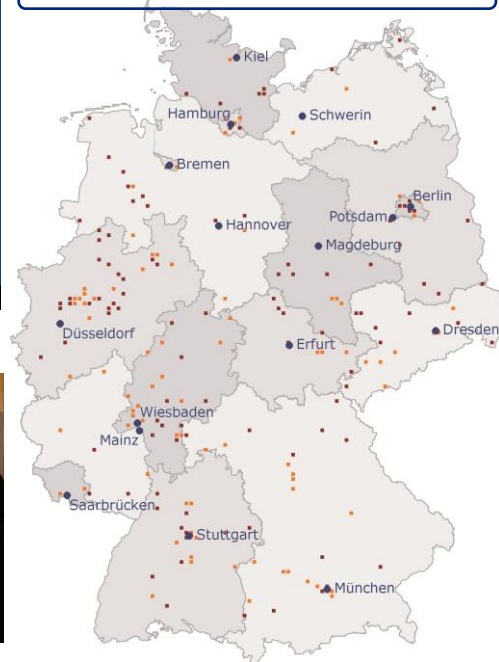 Kiel
Hamburg
Schwerin
Bremen
Berlin
Potsdam
Hannover
Magdeburg
Düsseldorf
Erfurt
Dresden
Wiesbaden
Mainz
Saarbrücken
Stuttgart
München